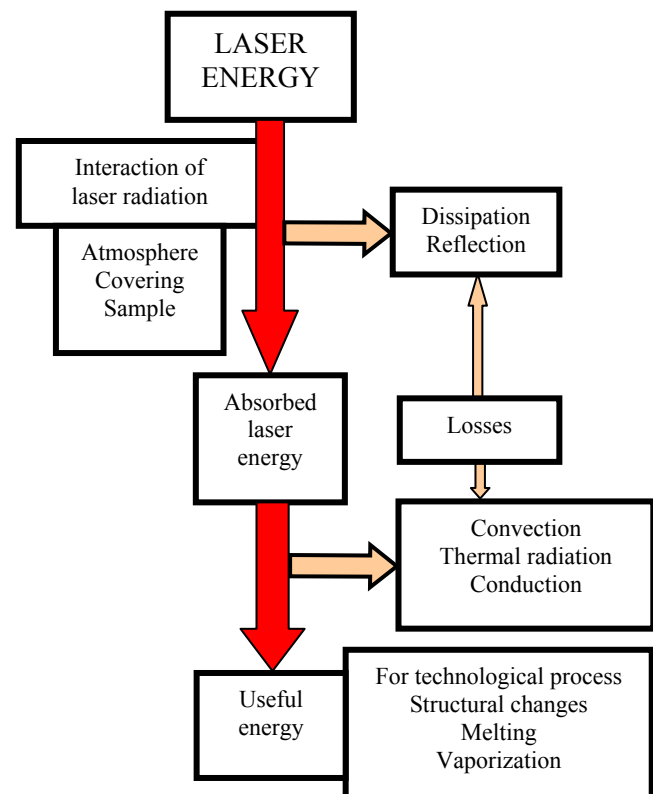 LASER
ENERGY
Interaction of
laser radiation
Atmosphere
Covering
Sample
Dissipation
Reflection
Absorbed
laser
energy
Losses
Convection
Thermal radiation
Conduction
Useful
energy
For technological process
Structural changes
Melting
Vaporization